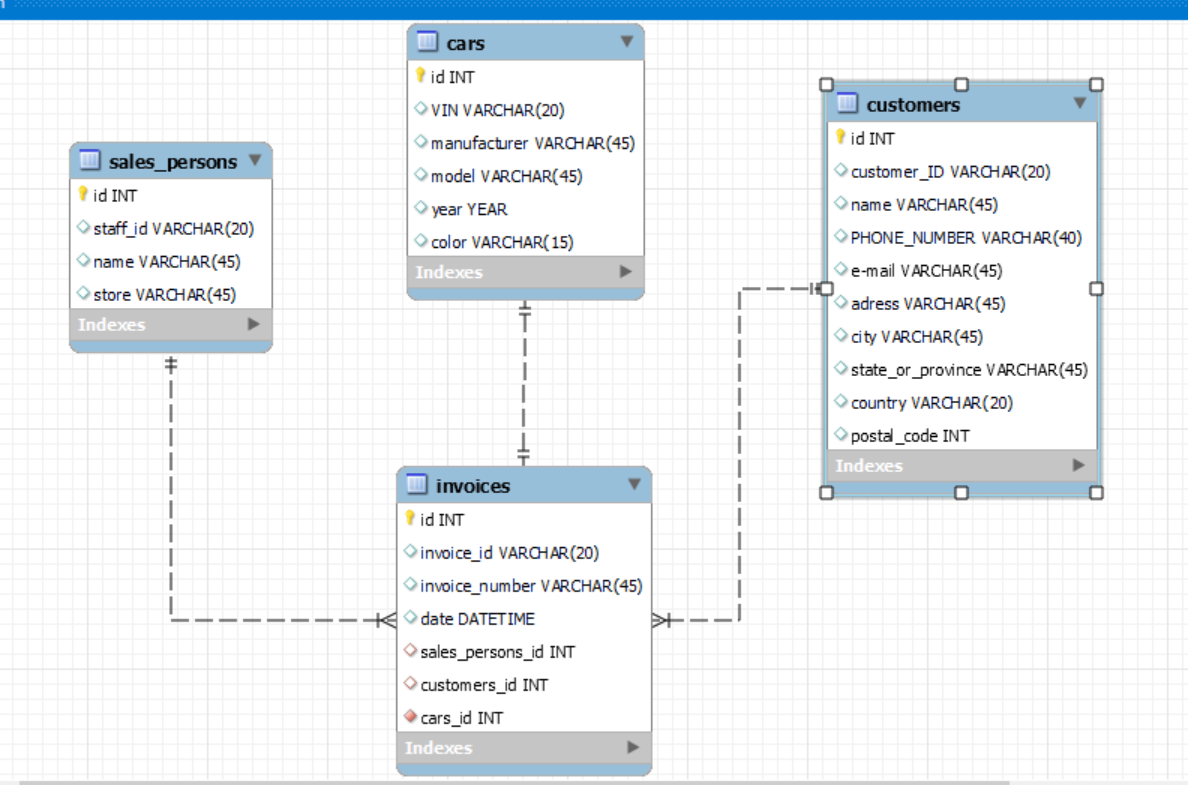 cars
id INT
VIN VARCHAR(20)
manufacturer VARCHAR(45)
model VARCHAR(45)
year YEAR
color VARCHAR(15)
Indexes
customers
id INT
customer_ID VARCHAR(20)
name VARCHAR(45)
PHONE_NUMBER VARCHAR(40)
e-mail VARCHAR(45)
adress VARCHAR(45)
city VARCHAR(45)
state_or_province VARCHAR(45)
country VARCHAR(20)
postal_code INT
Indexes
sales_persons
id INT
staff_id VARCHAR(20)
name VARCHAR(45)
store VARCHAR(45)
Indexes
invoices
id INT
invoice_id VARCHAR(20)
invoice_number VARCHAR(45)
date DATETIME
sales_persons_id INT
customers_id INT
cars_id INT
Indexes